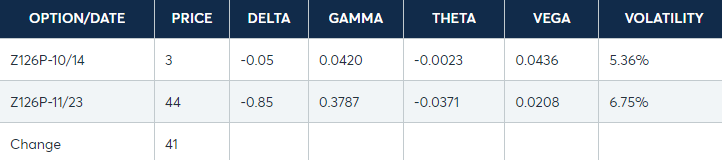 OPTION/DATE PRICE DELTA GAMMA THETA VEGA VOLATILITY
Z126P-10/14 3 -0.05 0.0420 -0.0023 0.0436 5.36%
Z126P-11/23 44 -0.85 0.3787 -0.0371 0.0208 6.75%
Change 41